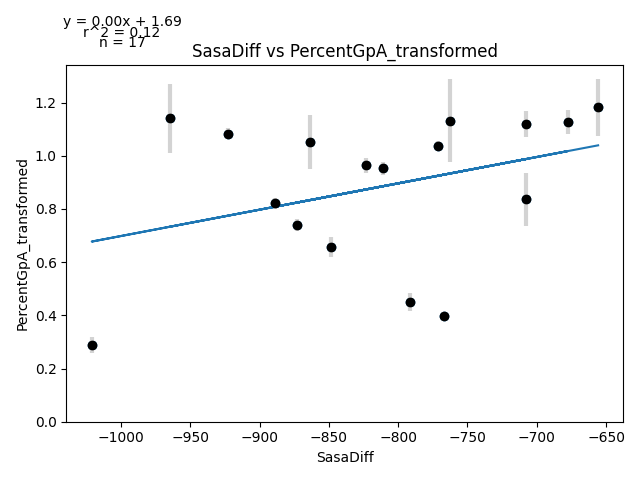 y = 0.00x + 1.69
r^2 = 0.12
n = 17
SasaDiff vs PercentGpA_transformed
PercentGpA_transformed
1.2
1.0
0.8
0.6
0.4
0.2
0.0
−1000 −950 −900 −850 −800 −750 −700 −650
SasaDiff